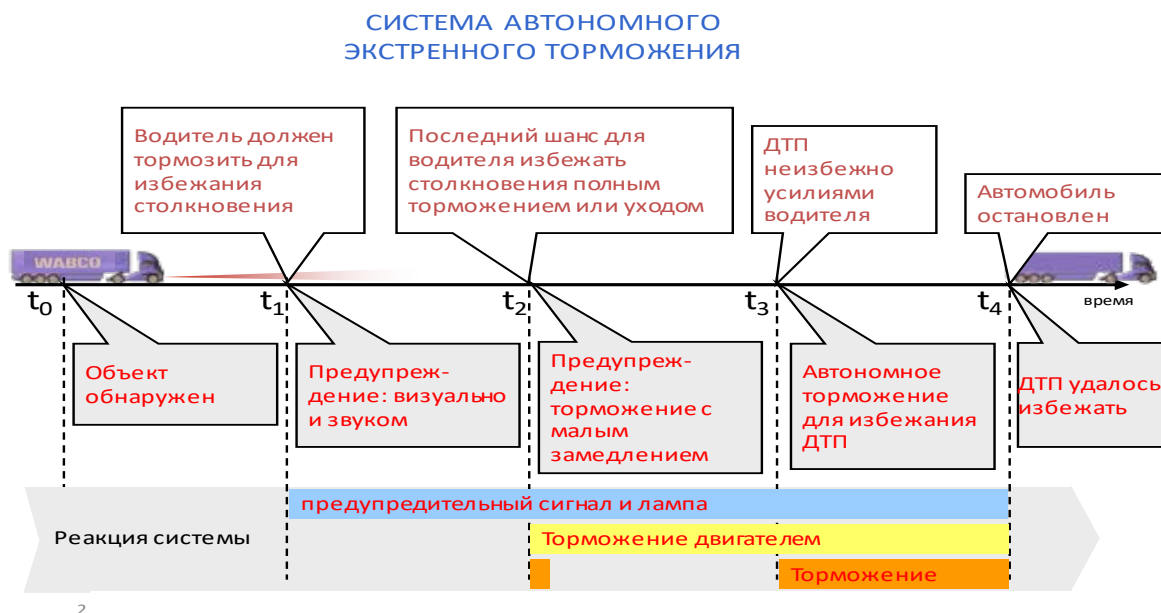 СИСТЕМА АВТОНОМНОГО
ЭКСТРЕННОГО ТОРМОЖЕНИЯ
Водитель должен
тормозить для
избежания
столкновения
Последний шанс для
водителя избежать
столкновения полным
торможением или уходом
ДТП
неизбежно
усилиями
водителя
Автомобиль
остановлен
WABCO
t0
t1
t2
t3
t4
время
Объект
обнаружен
Предупреж-
дение: визуально
и звуком
Предупреж-
дение:
торможение с
малым
замедлением
Автономное
торможение
для избежания
ДТП
ДТП удалось
избежать
предупредительный сигнал и лампа
Реакция системы
Торможение двигателем
Торможение
2